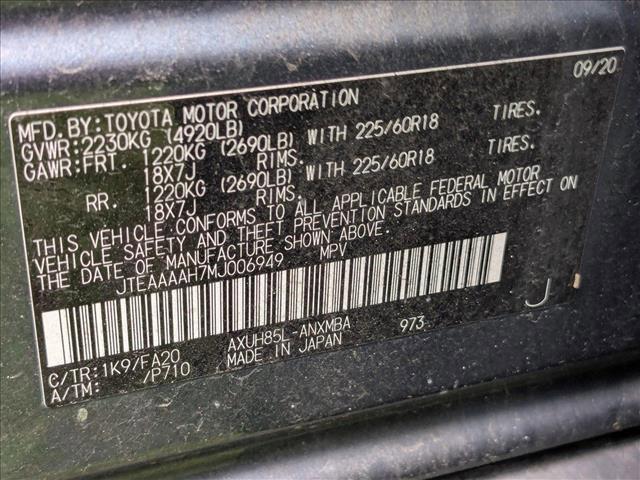 09/20
MFD.BY:TOYOTA MOTOR CORPORATION
GVWR:2230KG (4920LB)
GAWR:FRT. 1220KG (2690LB) WITH 225/60R18 TIRES.
18X7J RIMS.
RR. 1220KG (2690LB) WITH 225/60R18 TIRES.
18X7J RIMS.
THIS VEHICLE CONFORMS TO ALL APPLICABLE FEDERAL MOTOR
VEHICLE SAFETY AND THEFT PREVENTION STANDARDS IN EFFECT ON
THE DATE OF MANUFACTURE SHOWN ABOVE.
JTEAAAAH7MJ006949 MPV
J
AXUH85L-ANXMBA 973
C/TR:1K9/FA20 MADE IN JAPAN
A/TM: /P710